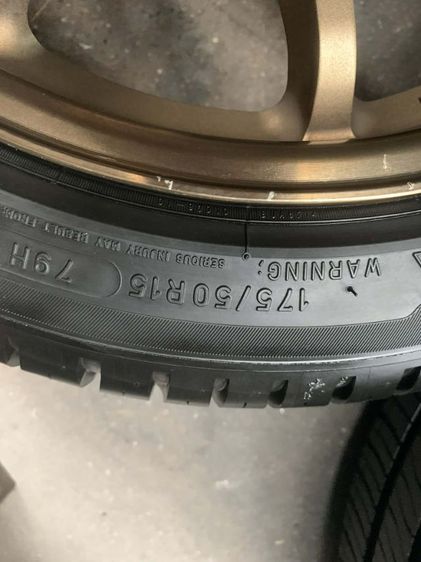 175/50R15 79H
WARNING;
SERIOUS INJURY MAY RESULT FROM